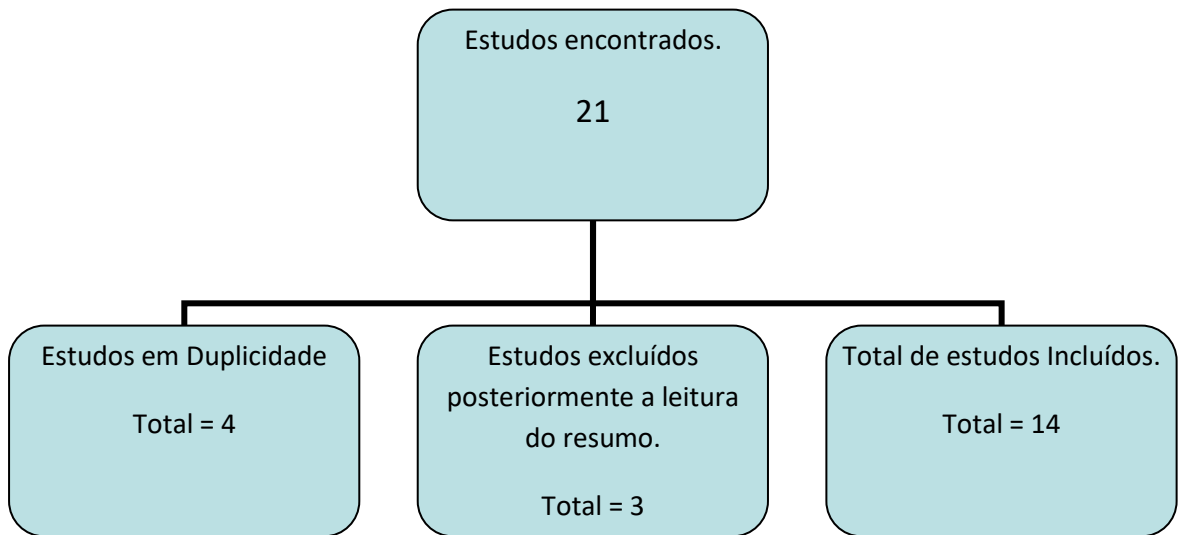 Estudos encontrados.
21
Estudos em Duplicidade
Total = 4
Estudos excluídos
posteriormente a leitura
do resumo.
Total = 3
Total de estudos Incluídos.
Total = 14